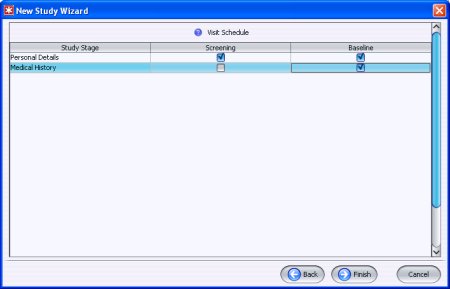 New Study Wizard
Visit Schedule
Study Stage Screening Baseline
Personal Details
Medical History
Back Finish Cancel